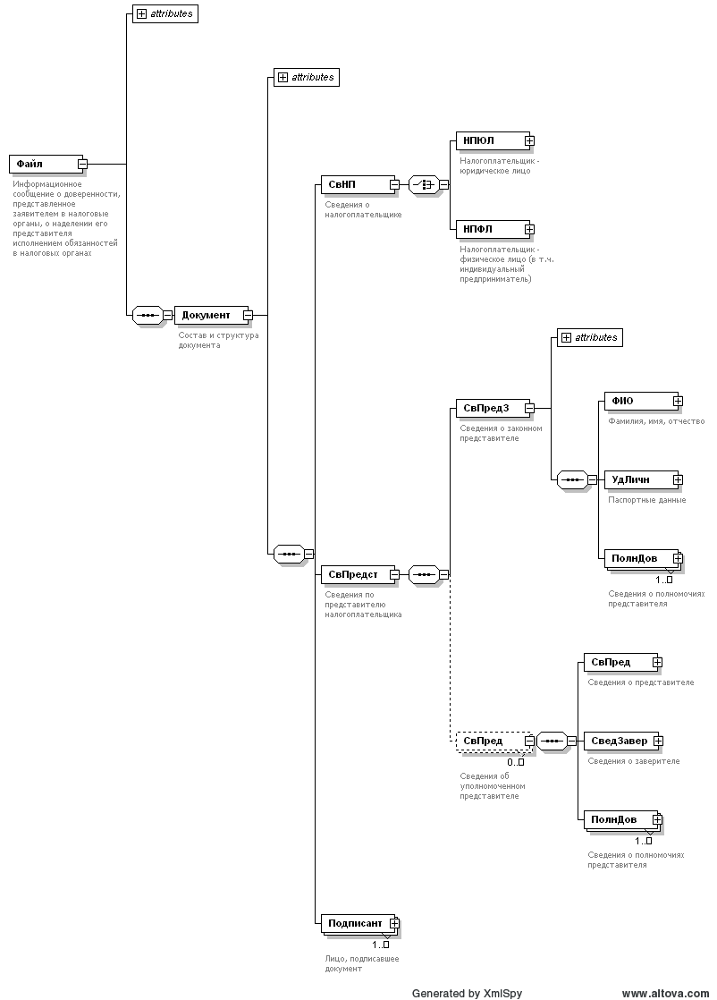 attributes
attributes
Файл
Информационное
сообщение о доверенности,
представленное
заявителем в налоговые
органы, о наделении его
представителя
исполнением обязанностей
в налоговых органах
НПЮЛ
Налогоплательщик -
юридическое лицо
СвНП
Сведения о
налогоплательщике
НПФЛ
Налогоплательщик -
физическое лицо (в т.ч.
индивидуальный
предприниматель)
Документ
Состав и структура
документа
attributes
СвПредЗ
Сведения о законном
представителе
ФИО
Фамилия, имя, отчество
УдЛичн
Паспортные данные
ПолнДов
1..
Сведения о полномочиях
представителя
СвПредст
Сведения по
представителю
налогоплательщика
СвПред
Сведения о представителе
СвПред
0..
Сведения об
уполномоченном
представителе
СведЗавер
Сведения о заверителе
ПолнДов
1..
Сведения о полномочиях
представителя
Подписант
1..
Лицо, подписавшее
документ
Generated by XmlSpy
www.altova.com